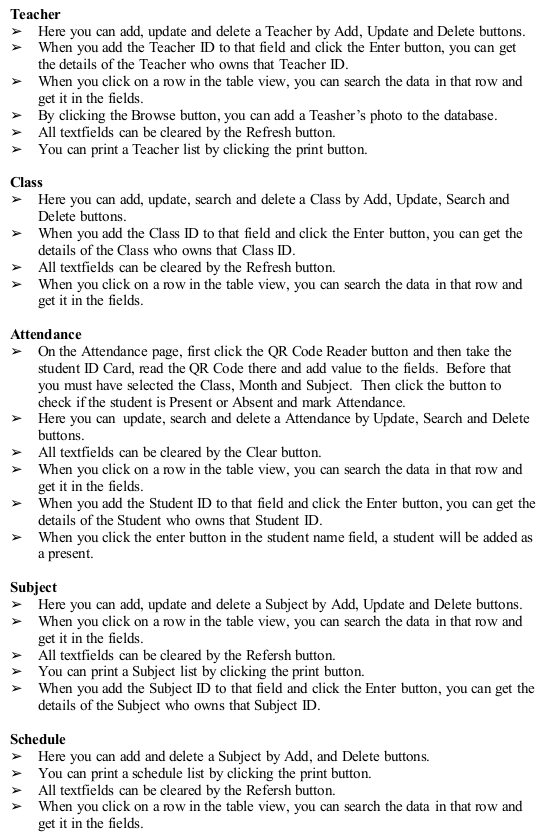 Teacher
➢ Here you can add, update and delete a Teacher by Add, Update and Delete buttons.
➢ When you add the Teacher ID to that field and click the Enter button, you can get
the details of the Teacher who owns that Teacher ID.
➢ When you click on a row in the table view, you can search the data in that row and
get it in the fields.
➢ By clicking the Browse button, you can add a Teasher’s photo to the database.
➢ All textfields can be cleared by the Refresh button.
➢ You can print a Teacher list by clicking the print button.
Class
➢ Here you can add, update, search and delete a Class by Add, Update, Search and
Delete buttons.
➢ When you add the Class ID to that field and click the Enter button, you can get the
details of the Class who owns that Class ID.
➢ All textfields can be cleared by the Refresh button.
➢ When you click on a row in the table view, you can search the data in that row and
get it in the fields.
Attendance
➢ On the Attendance page, first click the QR Code Reader button and then take the
student ID Card, read the QR Code there and add value to the fields. Before that
you must have selected the Class, Month and Subject. Then click the button to
check if the student is Present or Absent and mark Attendance.
➢ Here you can update, search and delete a Attendance by Update, Search and Delete
buttons.
➢ All textfields can be cleared by the Clear button.
➢ When you click on a row in the table view, you can search the data in that row and
get it in the fields.
➢ When you add the Student ID to that field and click the Enter button, you can get the
details of the Student who owns that Student ID.
➢ When you click the enter button in the student name field, a student will be added as
a present.
Subject
➢ Here you can add, update and delete a Subject by Add, Update and Delete buttons.
➢ When you click on a row in the table view, you can search the data in that row and
get it in the fields.
➢ All textfields can be cleared by the Refersh button.
➢ You can print a Subject list by clicking the print button.
➢ When you add the Subject ID to that field and click the Enter button, you can get the
details of the Subject who owns that Subject ID.
Schedule
➢ Here you can add and delete a Subject by Add, and Delete buttons.
➢ You can print a schedule list by clicking the print button.
➢ All textfields can be cleared by the Refersh button.
➢ When you click on a row in the table view, you can search the data in that row and
get it in the fields.